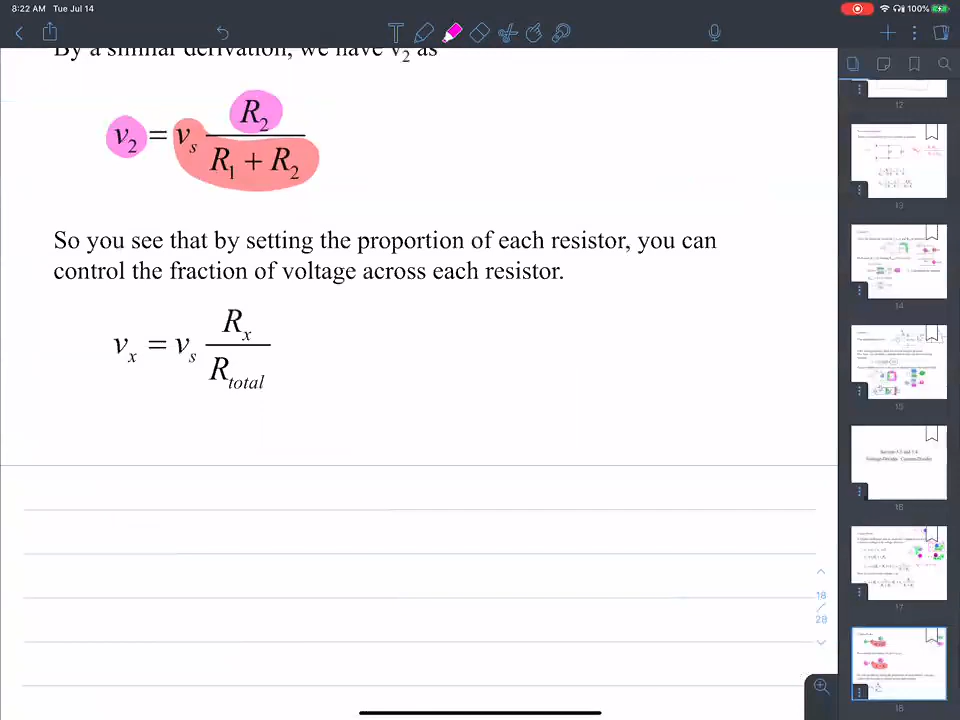 8:22 AM Tue Jul 14
100%
By a similar derivation, we have v2 as
v2 = vs R2 / R1 + R2
So you see that by setting the proportion of each resistor, you can
control the fraction of voltage across each resistor.
vx = vs Rx / Rtotal
12
13
14
15
16
17
18
18
28